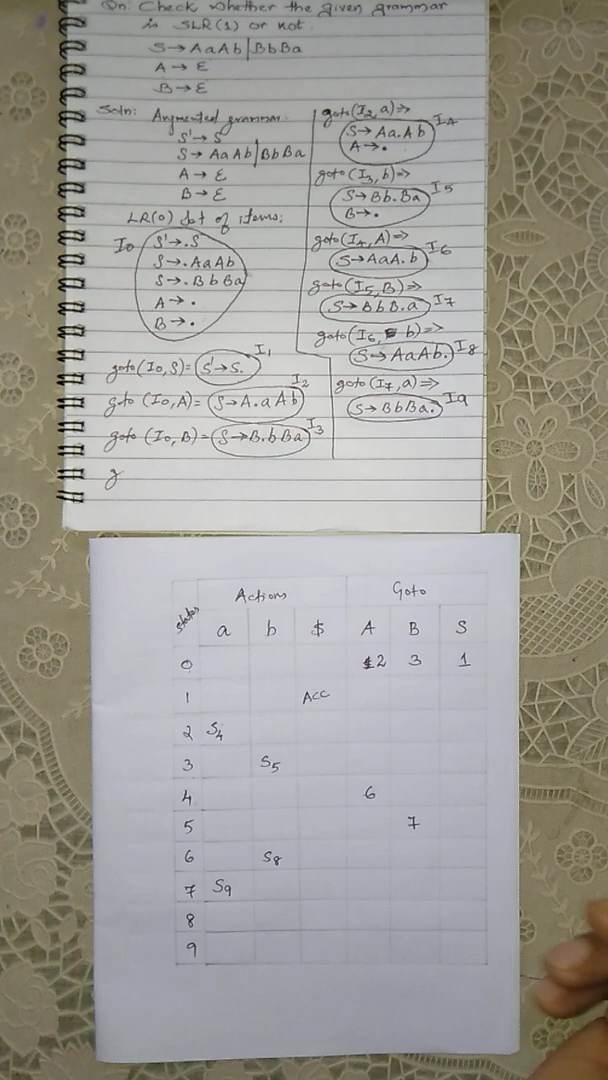 Qn: Check whether the given grammar
is SLR(1) or not.
S→AaAb|BbBa
A→ε
B→ε
Soln: Augmented grammar
S'→S
S→AaAb|BbBa
A→ε
B→ε
LR(0) set of items:
I0
S'→.S
S→.AaAb
S→.BbBa
A→.
B→.
goto(I0,S)= S'→S. I1
goto (I0,A)= S→A.aAb I2
goto (I0,B)= S→B.bBa I3
g
goto(I2,a)=>
S→Aa.Ab I4
A→.
goto(I3,b)=>
S→Bb.Ba I5
B→.
goto(I4,A)=>
S→AaA.b I6
goto(I5,B)=>
S→BbB.a I7
goto(I6, b)=>
S→AaAb. I8
goto(I7,a)=>
S→BbBa. I9
States Actions Goto
a b $ A B S
0 2 3 1
1 Acc
2 S4
3 S5
4 6
5 7
6 S8
7 S9
8
9